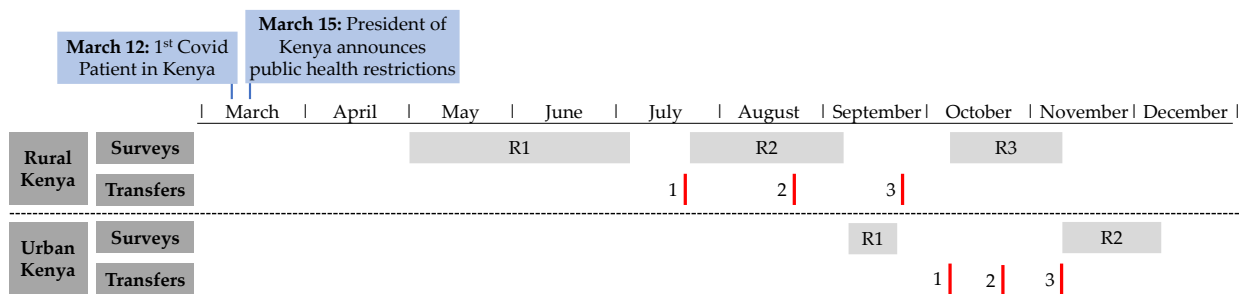 March 12: 1st Covid
Patient in Kenya
March 15: President of
Kenya announces
public health restrictions
March April May June July August September October November December
Rural
Kenya
Surveys R1 R2 R3
Transfers 1 2 3
Urban
Kenya
Surveys R1 R2
Transfers 1 2 3